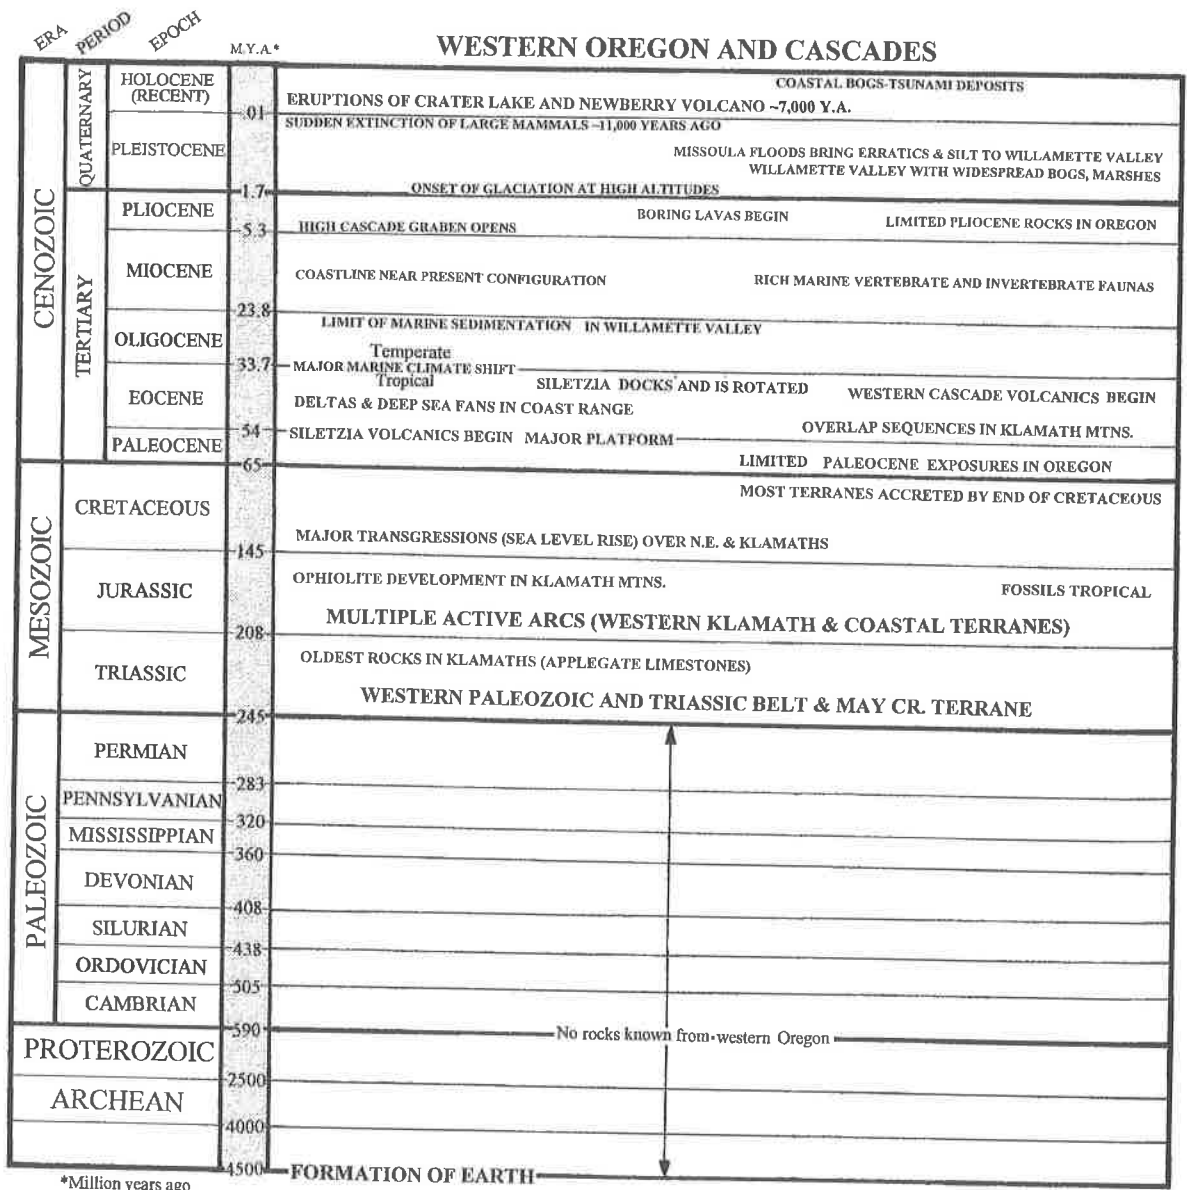 ERA PERIOD EPOCH
M.Y.A.*
WESTERN OREGON AND CASCADES
CENOZOIC
QUATERNARY
HOLOCENE
(RECENT)
COASTAL BOGS-TSUNAMI DEPOSITS
ERUPTIONS OF CRATER LAKE AND NEWBERRY VOLCANO ~7,000 Y.A.
.01
SUDDEN EXTINCTION OF LARGE MAMMALS ~11,000 YEARS AGO
PLEISTOCENE
MISSOULA FLOODS BRING ERRATICS & SILT TO WILLAMETTE VALLEY
WILLAMETTE VALLEY WITH WIDESPREAD BOGS, MARSHES
ONSET OF GLACIATION AT HIGH ALTITUDES
1.7
TERTIARY
PLIOCENE
BORING LAVAS BEGIN
LIMITED PLIOCENE ROCKS IN OREGON
HIGH CASCADE GRABEN OPENS
5.3
MIOCENE
COASTLINE NEAR PRESENT CONFIGURATION
RICH MARINE VERTEBRATE AND INVERTEBRATE FAUNAS
23.8
LIMIT OF MARINE SEDIMENTATION IN WILLAMETTE VALLEY
OLIGOCENE
Temperate
33.7
MAJOR MARINE CLIMATE SHIFT
Tropical
SILETZIA DOCKS AND IS ROTATED
WESTERN CASCADE VOLCANICS BEGIN
EOCENE
DELTAS & DEEP SEA FANS IN COAST RANGE
OVERLAP SEQUENCES IN KLAMATH MTNS.
54
SILETZIA VOLCANICS BEGIN MAJOR PLATFORM
PALEOCENE
LIMITED PALEOCENE EXPOSURES IN OREGON
65
MESOZOIC
MOST TERRANES ACCRETED BY END OF CRETACEOUS
CRETACEOUS
MAJOR TRANSGRESSIONS (SEA LEVEL RISE) OVER N.E. & KLAMATHS
145
OPHIOLITE DEVELOPMENT IN KLAMATH MTNS.
FOSSILS TROPICAL
JURASSIC
MULTIPLE ACTIVE ARCS (WESTERN KLAMATH & COASTAL TERRANES)
208
OLDEST ROCKS IN KLAMATHS (APPLEGATE LIMESTONES)
TRIASSIC
WESTERN PALEOZOIC AND TRIASSIC BELT & MAY CR. TERRANE
245
PALEOZOIC
PERMIAN
283
PENNSYLVANIAN
320
MISSISSIPPIAN
360
DEVONIAN
408
SILURIAN
438
ORDOVICIAN
505
CAMBRIAN
590
No rocks known from western Oregon
PROTEROZOIC
2500
ARCHEAN
4000
4500
FORMATION OF EARTH
*Million years ago